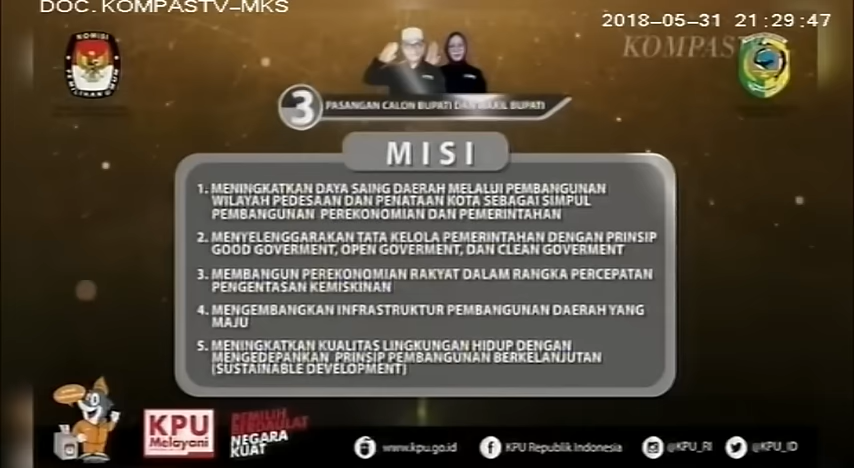 DOC. KOMPASTV-MKS
2018-05-31 21:29:47
KOMPAS
KOMISI
PEMILIHAN UMUM
3
PASANGAN CALON BUPATI DAN WAKIL BUPATI
MISI
1. MENINGKATKAN DAYA SAING DAERAH MELALUI PEMBANGUNAN
WILAYAH PEDESAAN DAN PENATAAN KOTA SEBAGAI SIMPUL
PEMBANGUNAN PEREKONOMIAN DAN PEMERINTAHAN
2. MENYELENGGARAKAN TATA KELOLA PEMERINTAHAN DENGAN PRINSIP
GOOD GOVERMENT, OPEN GOVERMENT, DAN CLEAN GOVERMENT
3. MEMBANGUN PEREKONOMIAN RAKYAT DALAM RANGKA PERCEPATAN
PENGENTASAN KEMISKINAN
4. MENGEMBANGKAN INFRASTRUKTUR PEMBANGUNAN DAERAH YANG
MAJU
5. MENINGKATKAN KUALITAS LINGKUNGAN HIDUP DENGAN
MENGEDEPANKAN PRINSIP PEMBANGUNAN BERKELANJUTAN
(SUSTAINABLE DEVELOPMENT)
KPU
Melayani
PEMILIH
BERDAULAT
NEGARA
KUAT
www.kpu.go.id
KPU Republik Indonesia
@KPU_RI
@KPU_ID